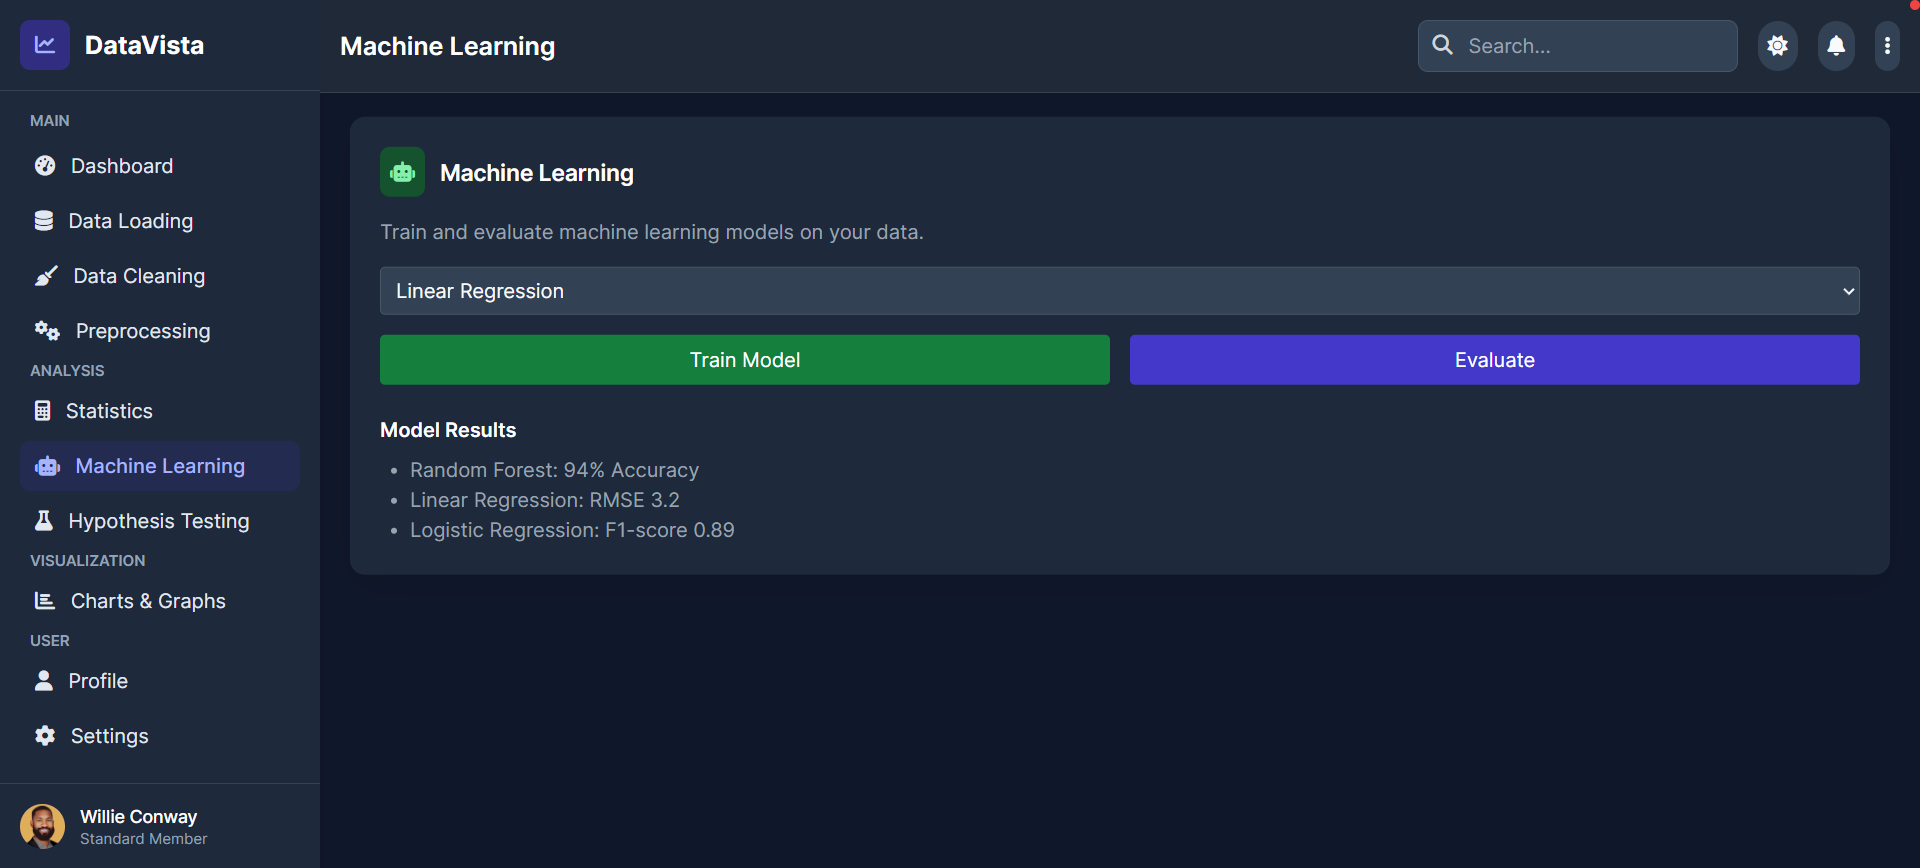 DataVista
MAIN
Dashboard
Data Loading
Data Cleaning
Preprocessing
ANALYSIS
Statistics
Machine Learning
Hypothesis Testing
VISUALIZATION
Charts & Graphs
USER
Profile
Settings
Willie Conway
Standard Member
Machine Learning
Search...
Machine Learning
Train and evaluate machine learning models on your data.
Linear Regression
Train Model
Evaluate
Model Results
Random Forest: 94% Accuracy
Linear Regression: RMSE 3.2
Logistic Regression: F1-score 0.89